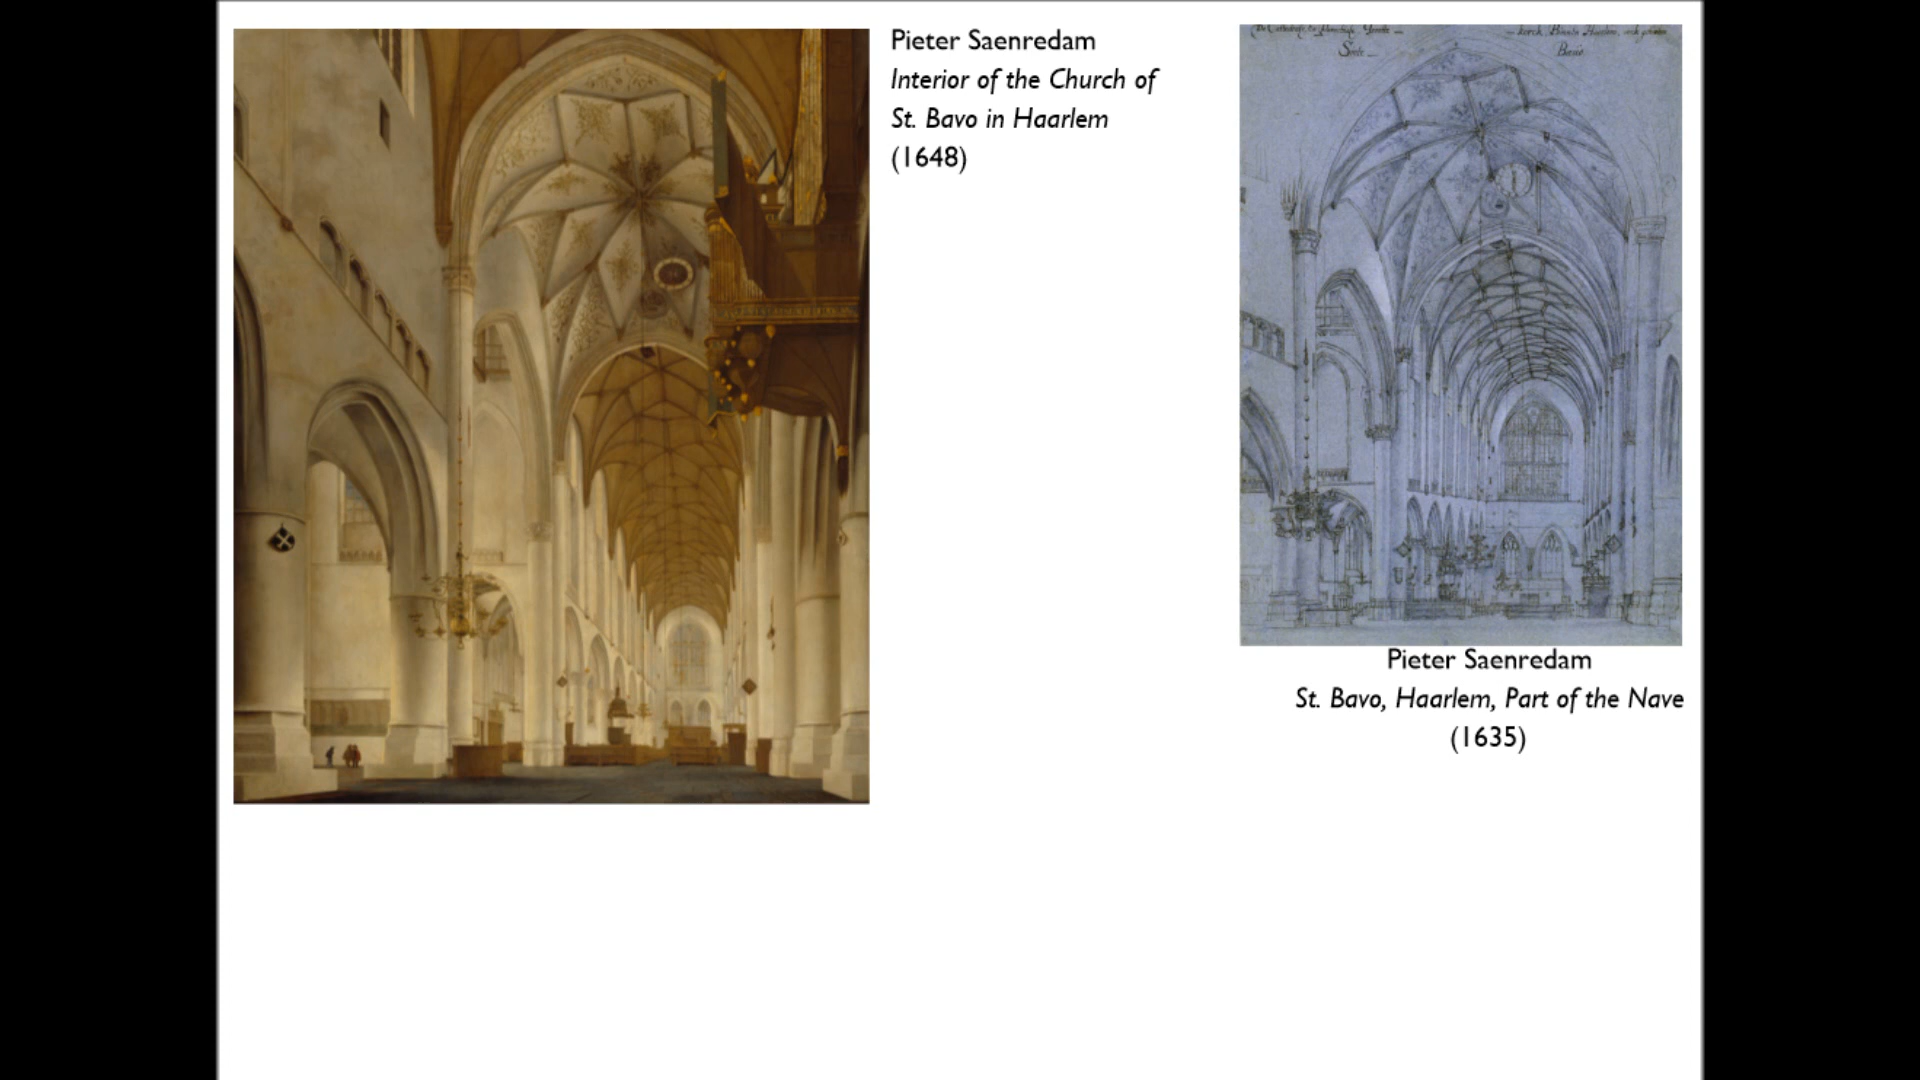 Pieter Saenredam
Interior of the Church of
St. Bavo in Haarlem
(1648)
Pieter Saenredam
St. Bavo, Haarlem, Part of the Nave
(1635)